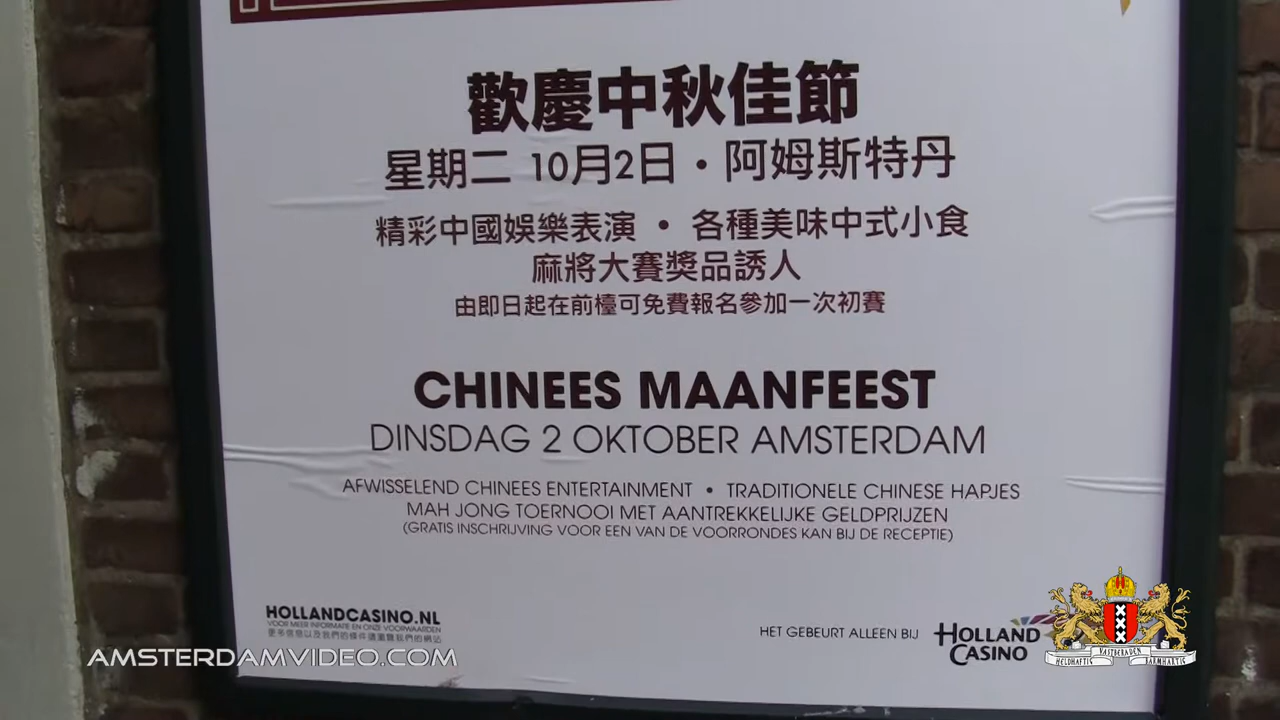 歡慶中秋佳節
星期二 10月2日・阿姆斯特丹
精彩中國娛樂表演 • 各種美味中式小食
麻將大賽獎品誘人
由即日起在前檯可免費報名參加一次初賽
CHINEES MAANFEEST
DINSDAG 2 OKTOBER AMSTERDAM
AFWISSELEND CHINEES ENTERTAINMENT • TRADITIONELE CHINESE HAPJES
MAH JONG TOERNOOI MET AANTREKKELIJKE GELDPRIJZEN
(GRATIS INSCHRIJVING VOOR EEN VAN DE VOORRONDES KAN BIJ DE RECEPTIE)
HOLLANDCASINO.NL
VOOR MEER INFORMATIE EN ONZE VOORWAARDEN
更多信息以及我們的條件請瀏覽我們的網站
HET GEBEURT ALLEEN BIJ
HOLLAND
CASINO
AMSTERDAMVIDEO.COM
HELDHAFTIG VASTBERADEN BARMHARTIG